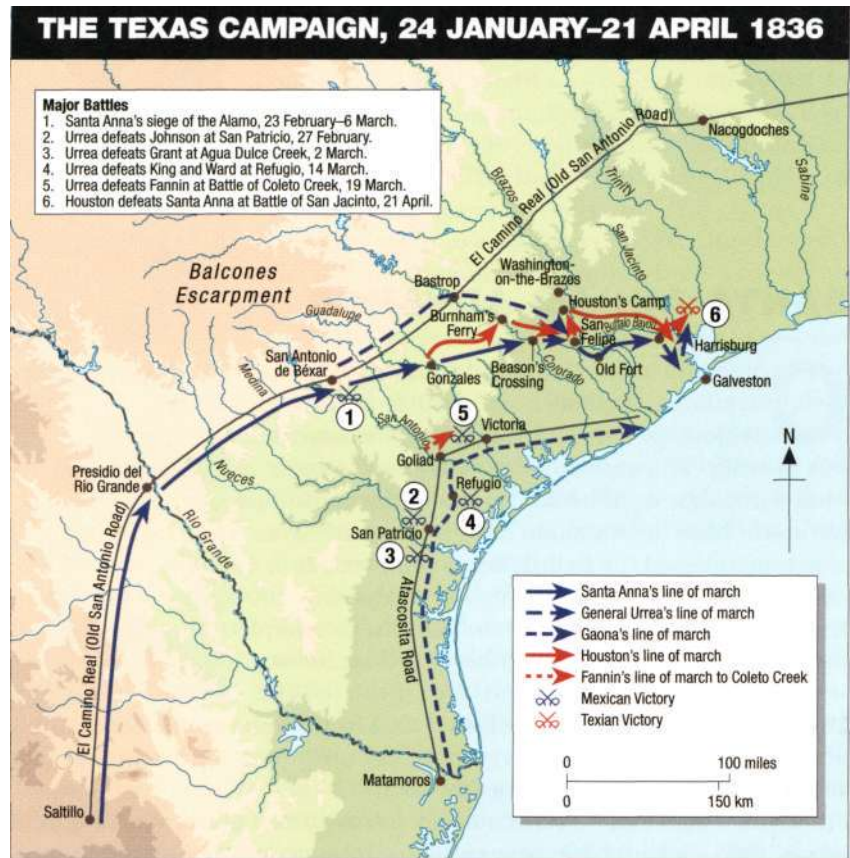 THE TEXAS CAMPAIGN, 24 JANUARY–21 APRIL 1836
Major Battles
1. Santa Anna's siege of the Alamo, 23 February–6 March.
2. Urrea defeats Johnson at San Patricio, 27 February.
3. Urrea defeats Grant at Agua Dulce Creek, 2 March.
4. Urrea defeats King and Ward at Refugio, 14 March.
5. Urrea defeats Fannin at Battle of Coleto Creek, 19 March.
6. Houston defeats Santa Anna at Battle of San Jacinto, 21 April.
El Camino Real (Old San Antonio Road)
Nacogdoches
Sabine
Trinity
Brazos
San Jacinto
Balcones
Escarpment
Washington-
on-the-Brazos
Bastrop
Houston's Camp
6
Guadalupe
Burnham's
Ferry
San
Felipe
Buffalo Bayou
Harrisburg
San Antonio
de Béxar
Medina
Gonzales
Beason's
Crossing
Colorado
Old Fort
Galveston
1
San Antonio
5
Victoria
Goliad
N
Presidio del
Rio Grande
Nueces
Refugio
2
4
San Patricio
3
Rio Grande
Atascosita Road
El Camino Real (Old San Antonio Road)
Matamoros
Saltillo
Santa Anna's line of march
General Urrea's line of march
Gaona's line of march
Houston's line of march
Fannin's line of march to Coleto Creek
Mexican Victory
Texian Victory
0 100 miles
0 150 km